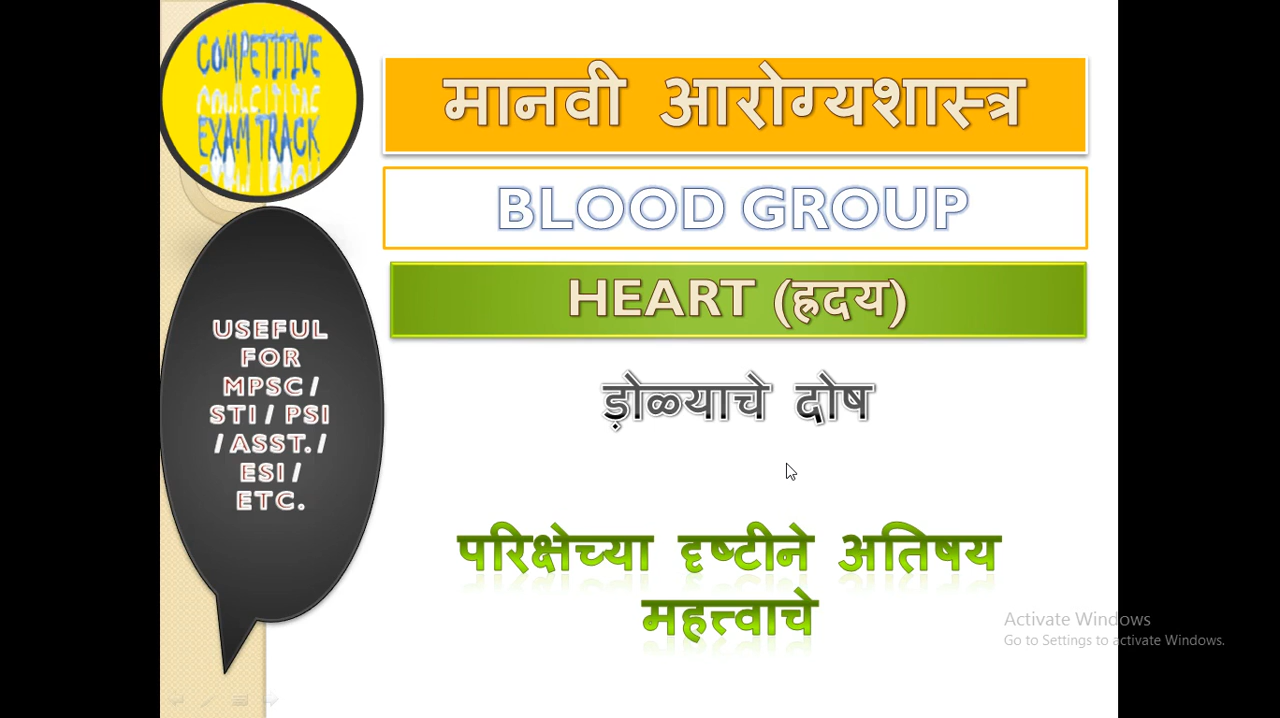 COMPETITIVE
EXAM TRACK
मानवी आरोग्यशास्त्र
BLOOD GROUP
HEART (ह्रदय)
ड़ोळ्याचे दोष
परिक्षेच्या दृष्टीने अतिषय
महत्त्वाचे
USEFUL
FOR
MPSC /
STI / PSI
/ ASST. /
ESI /
ETC.
Activate Windows
Go to Settings to activate Windows.